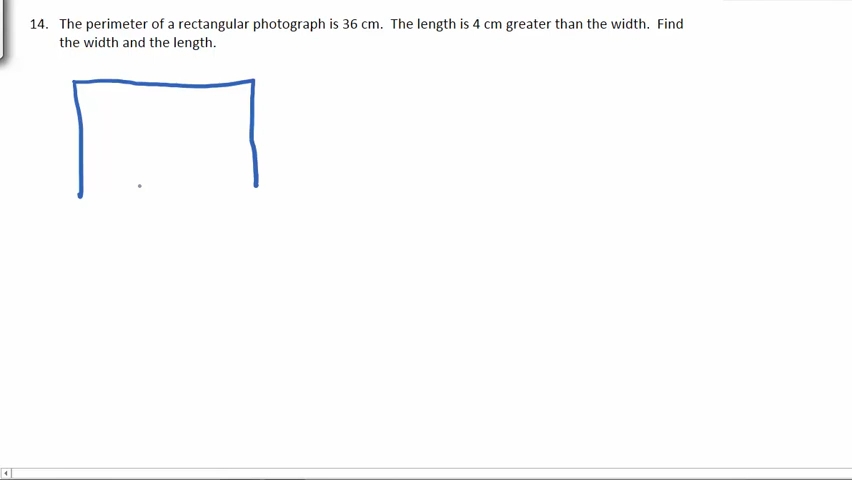 14. The perimeter of a rectangular photograph is 36 cm. The length is 4 cm greater than the width. Find
the width and the length.